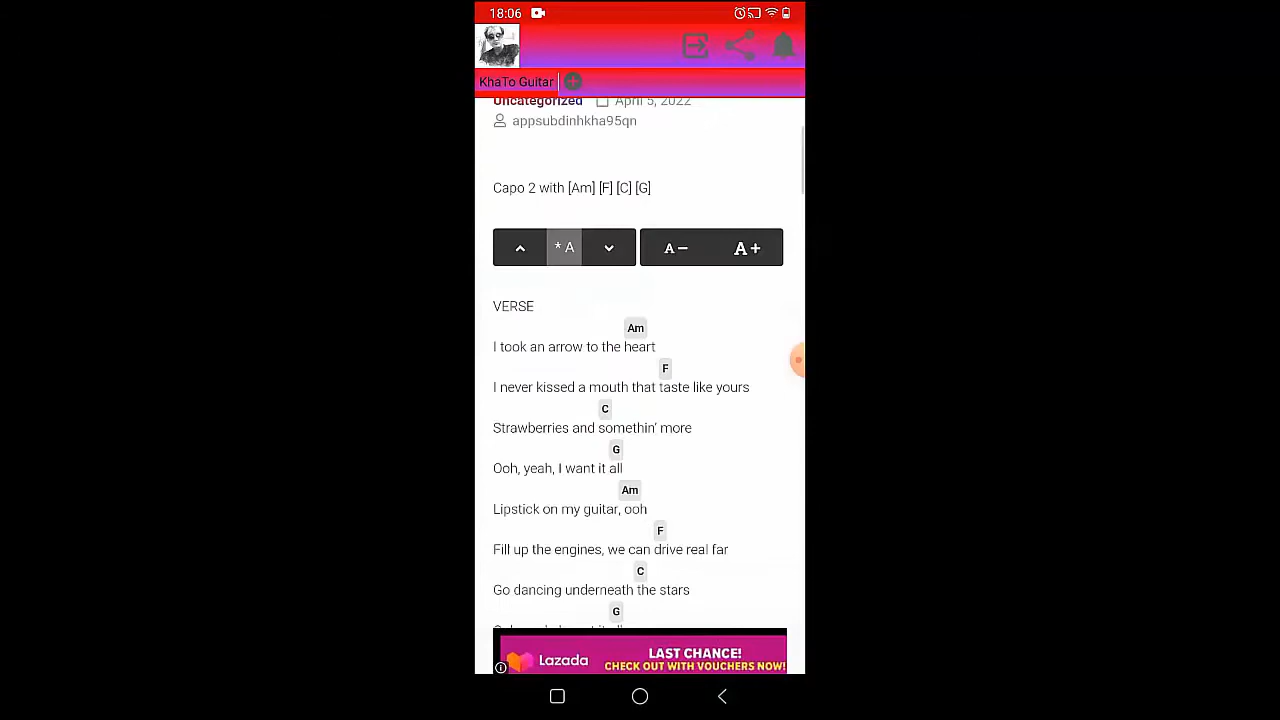 18:06
KhaTo Guitar
Uncategorized April 5, 2022
appsubdinhkha95qn
Capo 2 with [Am] [F] [C] [G]
* A A− A+
VERSE
Am
I took an arrow to the heart
F
I never kissed a mouth that taste like yours
C
Strawberries and somethin' more
G
Ooh, yeah, I want it all
Am
Lipstick on my guitar, ooh
F
Fill up the engines, we can drive real far
C
Go dancing underneath the stars
G
Lazada
LAST CHANCE!
CHECK OUT WITH VOUCHERS NOW!